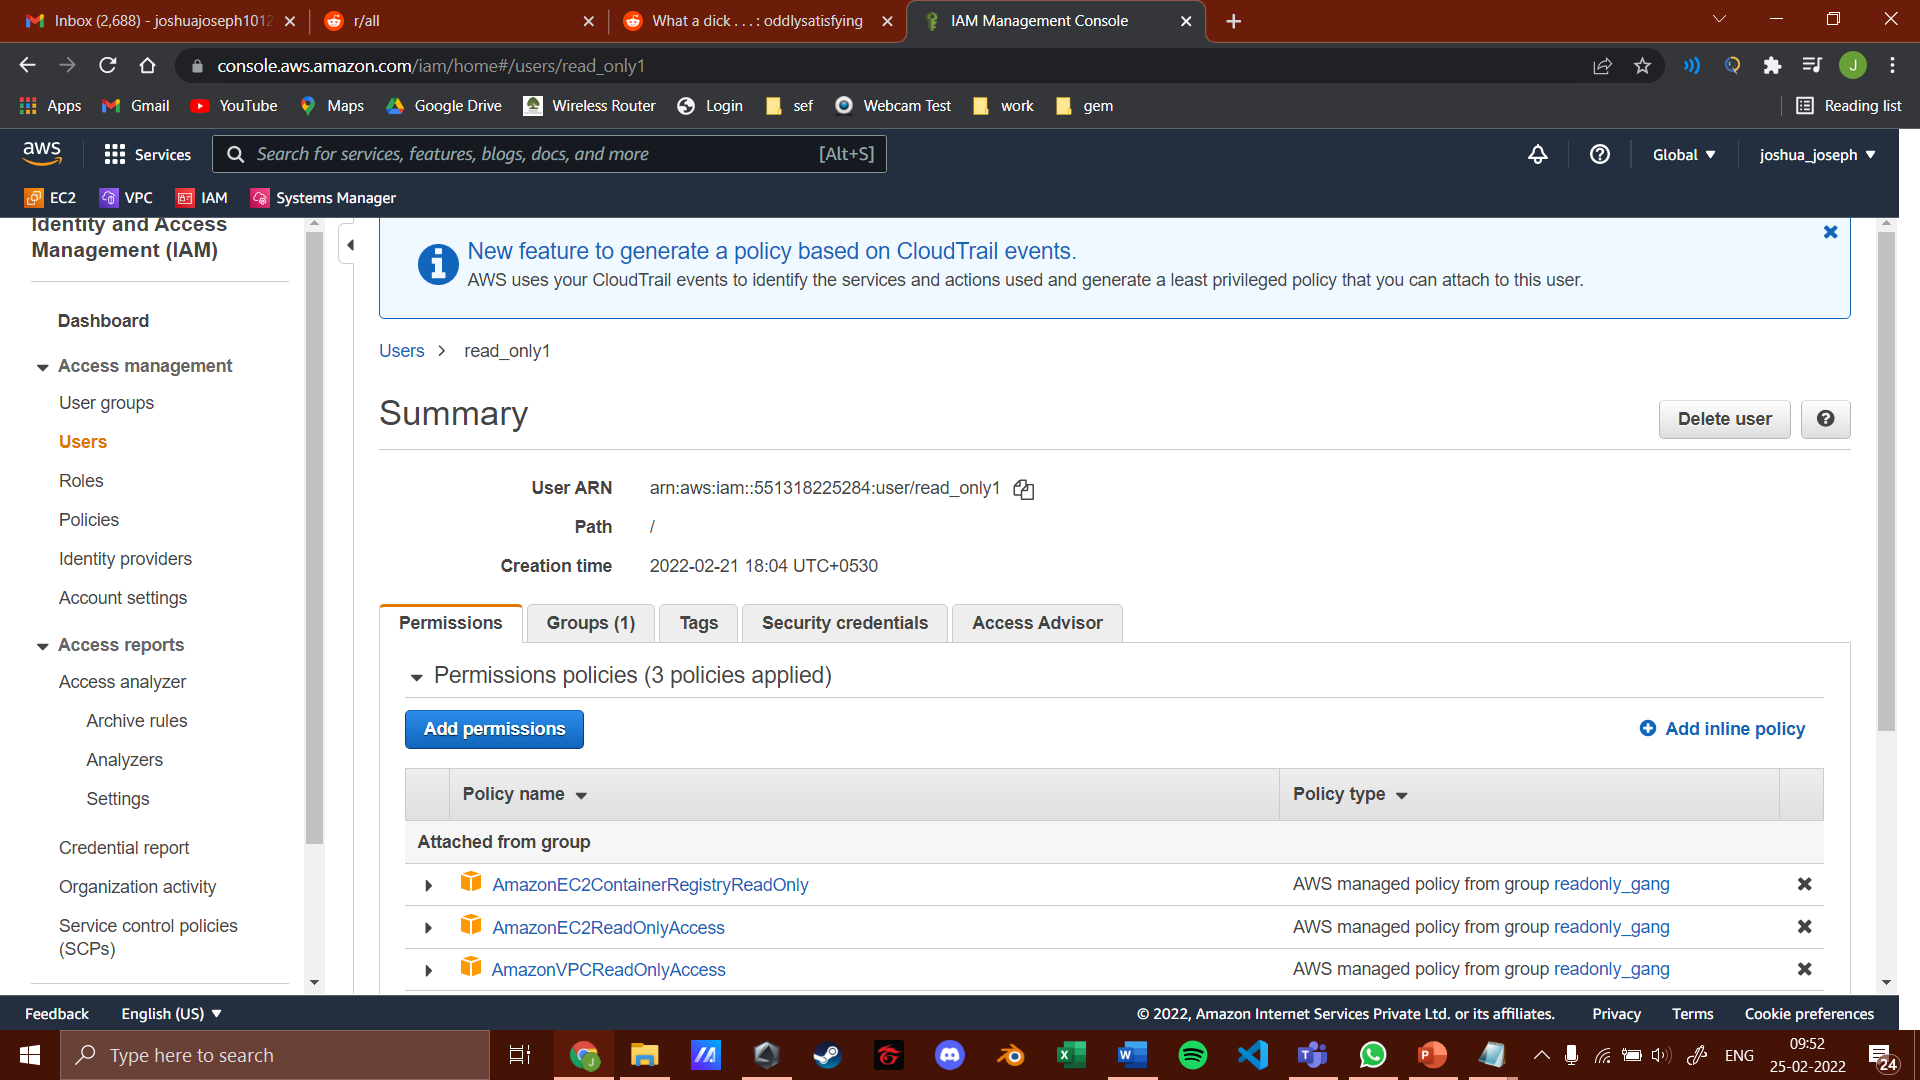 Inbox (2,688) - joshuajoseph1012
r/all
What a dick . . . : oddlysatisfying
IAM Management Console
console.aws.amazon.com/iam/home#/users/read_only1
J
Apps
Gmail
YouTube
Maps
Google Drive
Wireless Router
Login
sef
Webcam Test
work
gem
Reading list
aws
Services
Search for services, features, blogs, docs, and more
[Alt+S]
Global
joshua_joseph
EC2
VPC
IAM
Systems Manager
Identity and Access
Management (IAM)
Dashboard
Access management
User groups
Users
Roles
Policies
Identity providers
Account settings
Access reports
Access analyzer
Archive rules
Analyzers
Settings
Credential report
Organization activity
Service control policies
(SCPs)
New feature to generate a policy based on CloudTrail events.
AWS uses your CloudTrail events to identify the services and actions used and generate a least privileged policy that you can attach to this user.
Users > read_only1
Summary
Delete user
User ARN arn:aws:iam::551318225284:user/read_only1
Path /
Creation time 2022-02-21 18:04 UTC+0530
Permissions
Groups (1)
Tags
Security credentials
Access Advisor
Permissions policies (3 policies applied)
Add permissions
Add inline policy
Policy name
Policy type
Attached from group
AmazonEC2ContainerRegistryReadOnly AWS managed policy from group readonly_gang
AmazonEC2ReadOnlyAccess AWS managed policy from group readonly_gang
AmazonVPCReadOnlyAccess AWS managed policy from group readonly_gang
Feedback
English (US)
© 2022, Amazon Internet Services Private Ltd. or its affiliates.
Privacy
Terms
Cookie preferences
Type here to search
ENG
09:52
25-02-2022
24